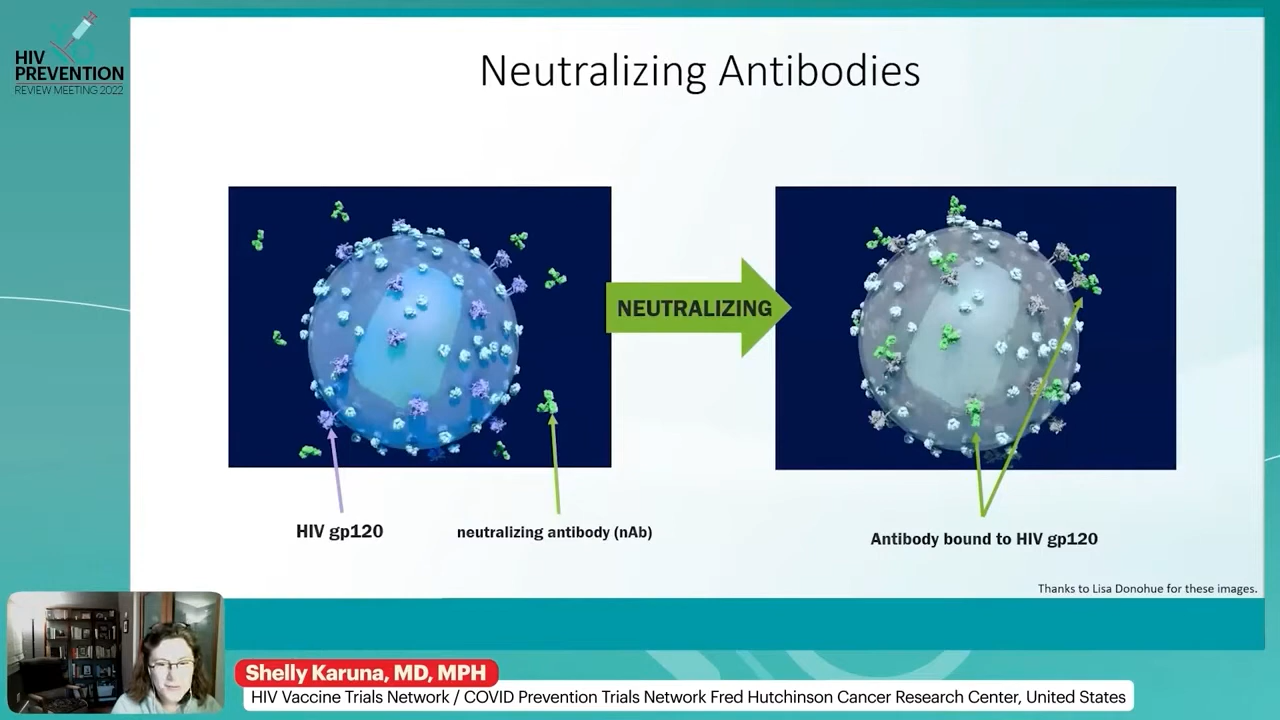 HIV
PREVENTION
REVIEW MEETING 2022
Neutralizing Antibodies
NEUTRALIZING
HIV gp120
neutralizing antibody (nAb)
Antibody bound to HIV gp120
Thanks to Lisa Donohue for these images.
Shelly Karuna, MD, MPH
HIV Vaccine Trials Network / COVID Prevention Trials Network Fred Hutchinson Cancer Research Center, United States